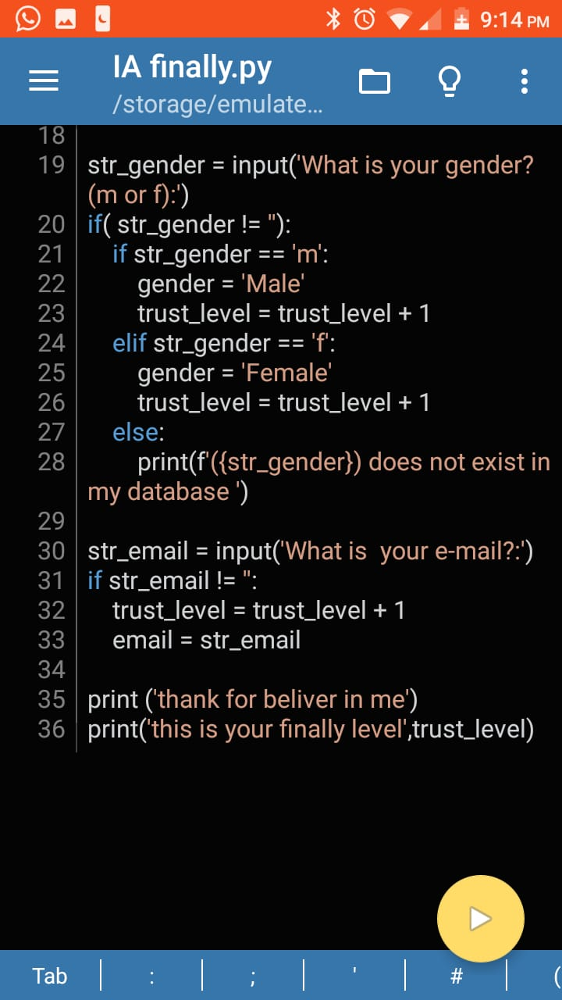 9:14 PM
IA finally.py
/storage/emulate...
18
19 str_gender = input('What is your gender?
(m or f):')
20 if( str_gender != ''):
21 if str_gender == 'm':
22 gender = 'Male'
23 trust_level = trust_level + 1
24 elif str_gender == 'f':
25 gender = 'Female'
26 trust_level = trust_level + 1
27 else:
28 print(f'({str_gender}) does not exist in
my database ')
29
30 str_email = input('What is  your e-mail?:')
31 if str_email != '':
32 trust_level = trust_level + 1
33 email = str_email
34
35 print ('thank for beliver in me')
36 print('this is your finally level',trust_level)
Tab : ; ' # (